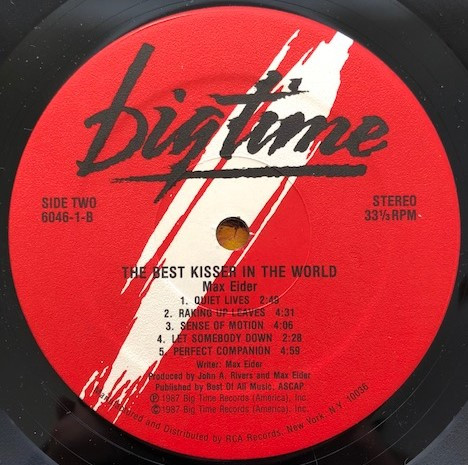 bigtime
SIDE TWO
6046-1-B
STEREO
33⅓RPM
THE BEST KISSER IN THE WORLD
Max Eider
1. QUIET LIVES 2:45
2. RAKING UP LEAVES 4:31
3. SENSE OF MOTION 4:06
4. LET SOMEBODY DOWN 2:28
5. PERFECT COMPANION 4:59
Writer: Max Eider
Produced by John A. Rivers and Max Eider
Published by Best Of All Music, ASCAP
Ⓟ1987 Big Time Records (America), Inc.
©1987 Big Time Records (America), Inc.
Manufactured and Distributed by RCA Records, New York, N.Y. 10036